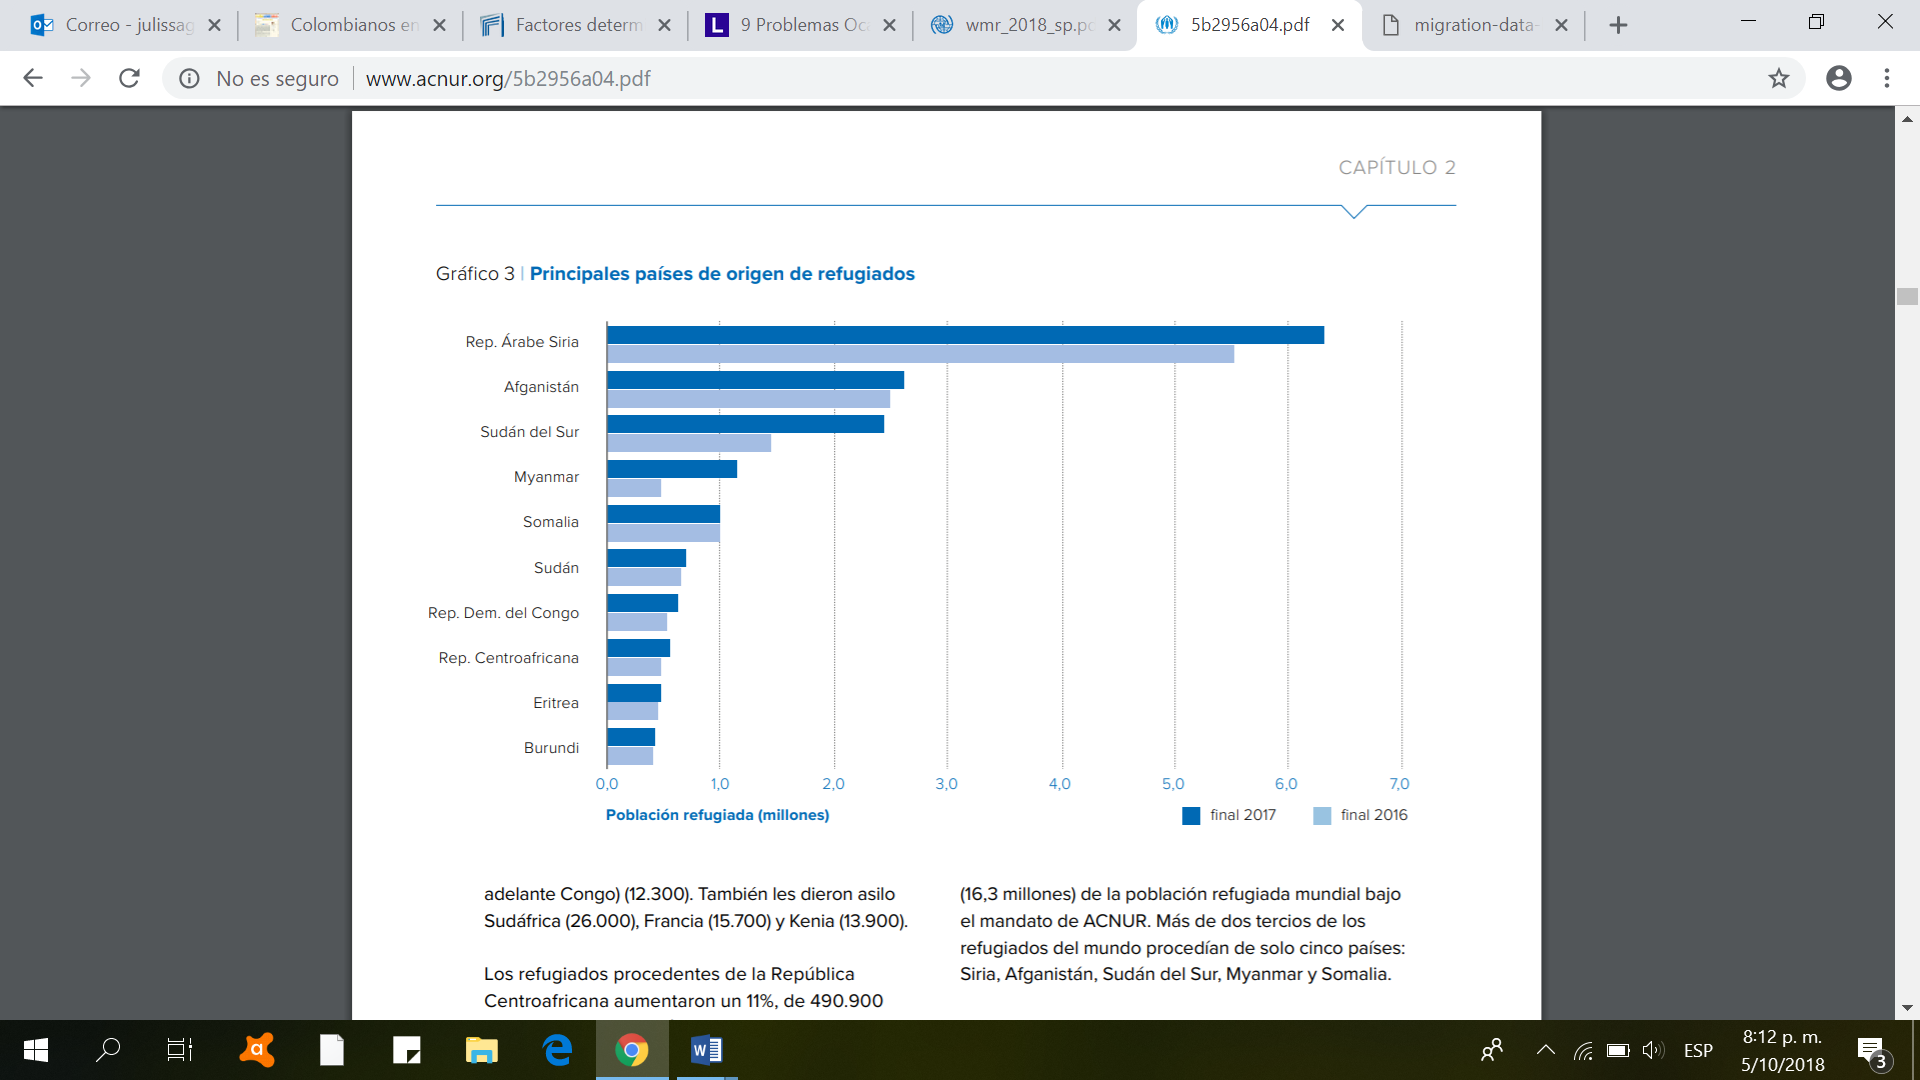 Correo - julissag
Colombianos en
Factores determ
9 Problemas Oca
wmr_2018_sp.pd
5b2956a04.pdf
migration-data-
No es seguro
www.acnur.org/5b2956a04.pdf
CAPÍTULO 2
Gráfico 3 | Principales países de origen de refugiados
Rep. Árabe Siria
Afganistán
Sudán del Sur
Myanmar
Somalia
Sudán
Rep. Dem. del Congo
Rep. Centroafricana
Eritrea
Burundi
0,0 1,0 2,0 3,0 4,0 5,0 6,0 7,0
Población refugiada (millones)
final 2017
final 2016
adelante Congo) (12.300). También les dieron asilo
Sudáfrica (26.000), Francia (15.700) y Kenia (13.900).
Los refugiados procedentes de la República
Centroafricana aumentaron un 11%, de 490.900
(16,3 millones) de la población refugiada mundial bajo
el mandato de ACNUR. Más de dos tercios de los
refugiados del mundo procedían de solo cinco países:
Siria, Afganistán, Sudán del Sur, Myanmar y Somalia.
ESP
8:12 p. m.
5/10/2018
3